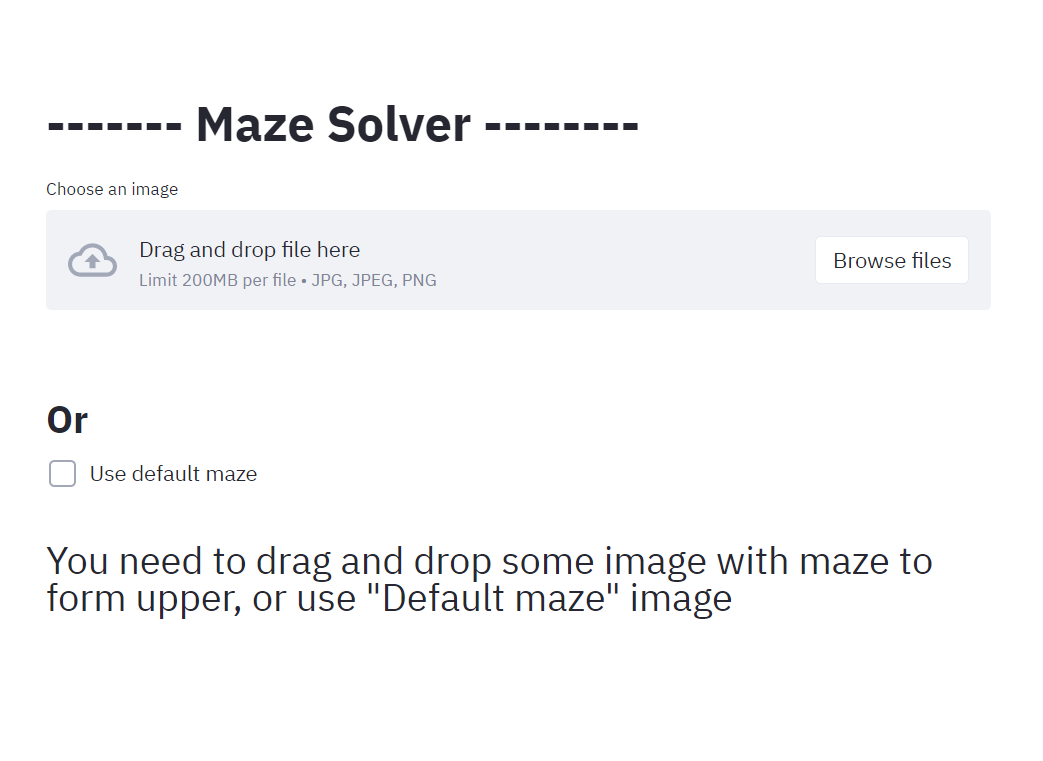 ------- Maze Solver --------
Choose an image
Drag and drop file here
Limit 200MB per file • JPG, JPEG, PNG
Browse files
Or
Use default maze
You need to drag and drop some image with maze to
form upper, or use "Default maze" image